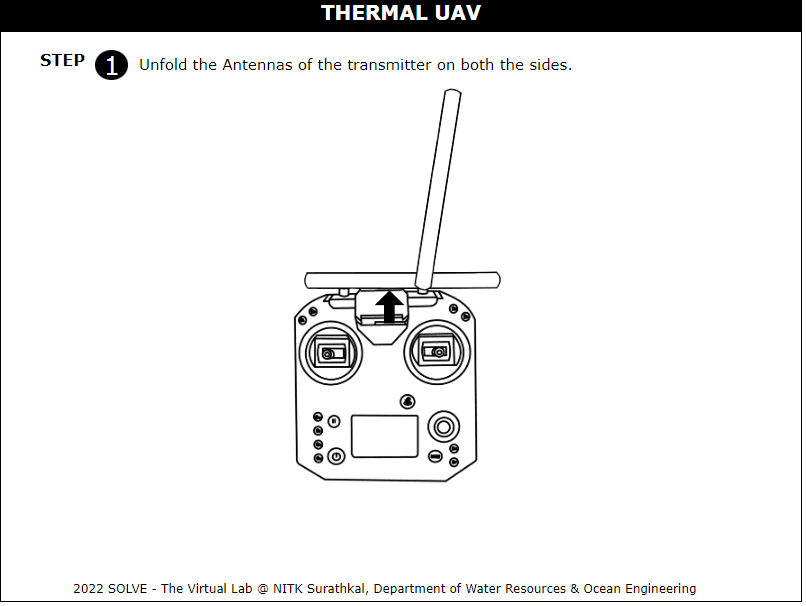 THERMAL UAV
STEP 1 Unfold the Antennas of the transmitter on both the sides.
2022 SOLVE - The Virtual Lab @ NITK Surathkal, Department of Water Resources & Ocean Engineering